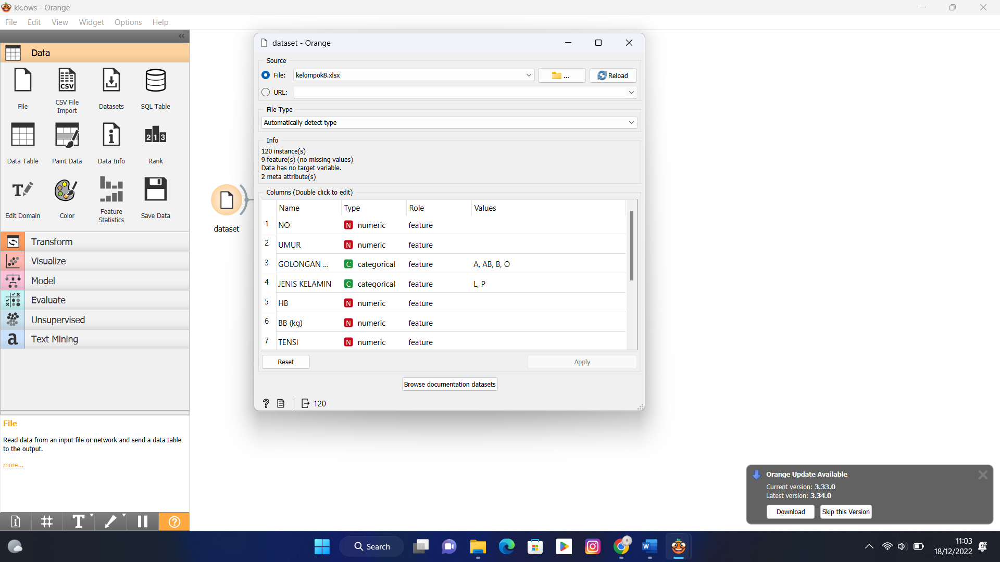 kk.ows - Orange
File Edit View Widget Options Help
«
Data
File
CSV File
Import
Datasets
SQL Table
Data Table
Paint Data
Data Info
Rank
Edit Domain
Color
Feature
Statistics
Save Data
Transform
Visualize
Model
Evaluate
Unsupervised
a Text Mining
File
Read data from an input file or network and send a data table
to the output.
more...
dataset
dataset - Orange
Source
File: kelompok8.xlsx ... Reload
URL:
File Type
Automatically detect type
Info
120 instance(s)
9 feature(s) (no missing values)
Data has no target variable.
2 meta attribute(s)
Columns (Double click to edit)
Name Type Role Values
1 NO N numeric feature
2 UMUR N numeric feature
3 GOLONGAN ... C categorical feature A, AB, B, O
4 JENIS KELAMIN C categorical feature L, P
5 HB N numeric feature
6 BB (kg) N numeric feature
7 TENSI N numeric feature
Reset Apply
Browse documentation datasets
? 120
Orange Update Available
Current version: 3.33.0
Latest version: 3.34.0
Download Skip this Version
Search
11:03
18/12/2022